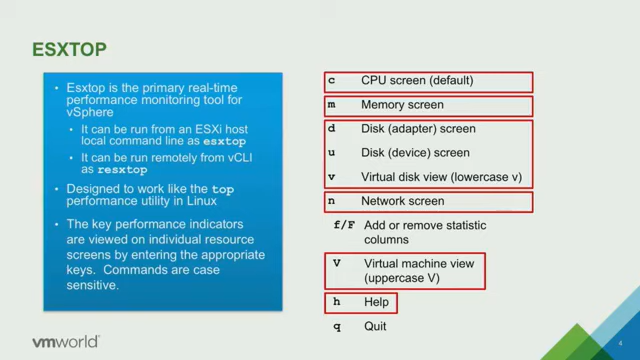 ESXTOP
Esxtop is the primary real-time
performance monitoring tool for
vSphere
It can be run from an ESXi host
local command line as esxtop
It can be run remotely from vCLI
as resxtop
Designed to work like the top
performance utility in Linux
The key performance indicators
are viewed on individual resource
screens by entering the appropriate
keys. Commands are case
sensitive.
c CPU screen (default)
m Memory screen
d Disk (adapter) screen
u Disk (device) screen
v Virtual disk view (lowercase v)
n Network screen
f/F Add or remove statistic
columns
V Virtual machine view
(uppercase V)
h Help
q Quit
vmworld
4